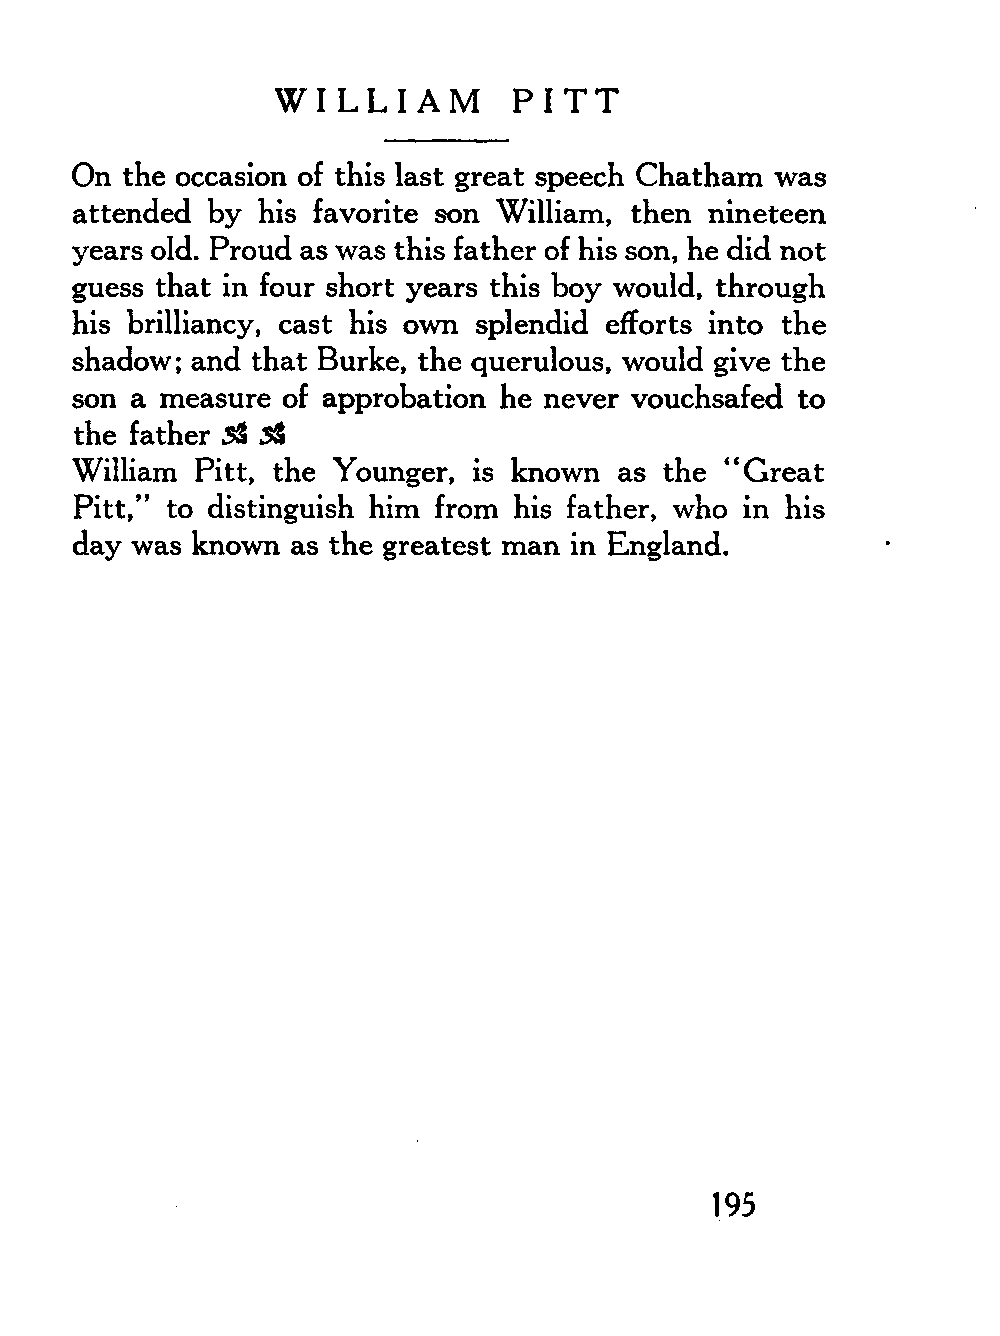 WILLIAM PITT
On the occasion of this last great speech Chatham was
attended by his favorite son William, then nineteen
years old. Proud as was this father of his son, he did not
guess that in four short years this boy would, through
his brilliancy, cast his own splendid efforts into the
shadow; and that Burke, the querulous, would give the
son a measure of approbation he never vouchsafed to
the father
William Pitt, the Younger, is known as the "Great
Pitt," to distinguish him from his father, who in his
day was known as the greatest man in England.
195